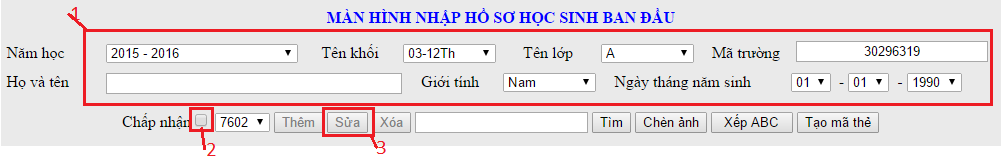 1
MÀN HÌNH NHẬP HỒ SƠ HỌC SINH BAN ĐẦU
Năm học 2015 - 2016 Tên khối 03-12Th Tên lớp A Mã trường 30296319
Họ và tên Giới tính Nam Ngày tháng năm sinh 01 - 01 - 1990
Chấp nhận 7602 Thêm Sửa Xóa Tìm Chèn ảnh Xếp ABC Tạo mã thẻ
2 3